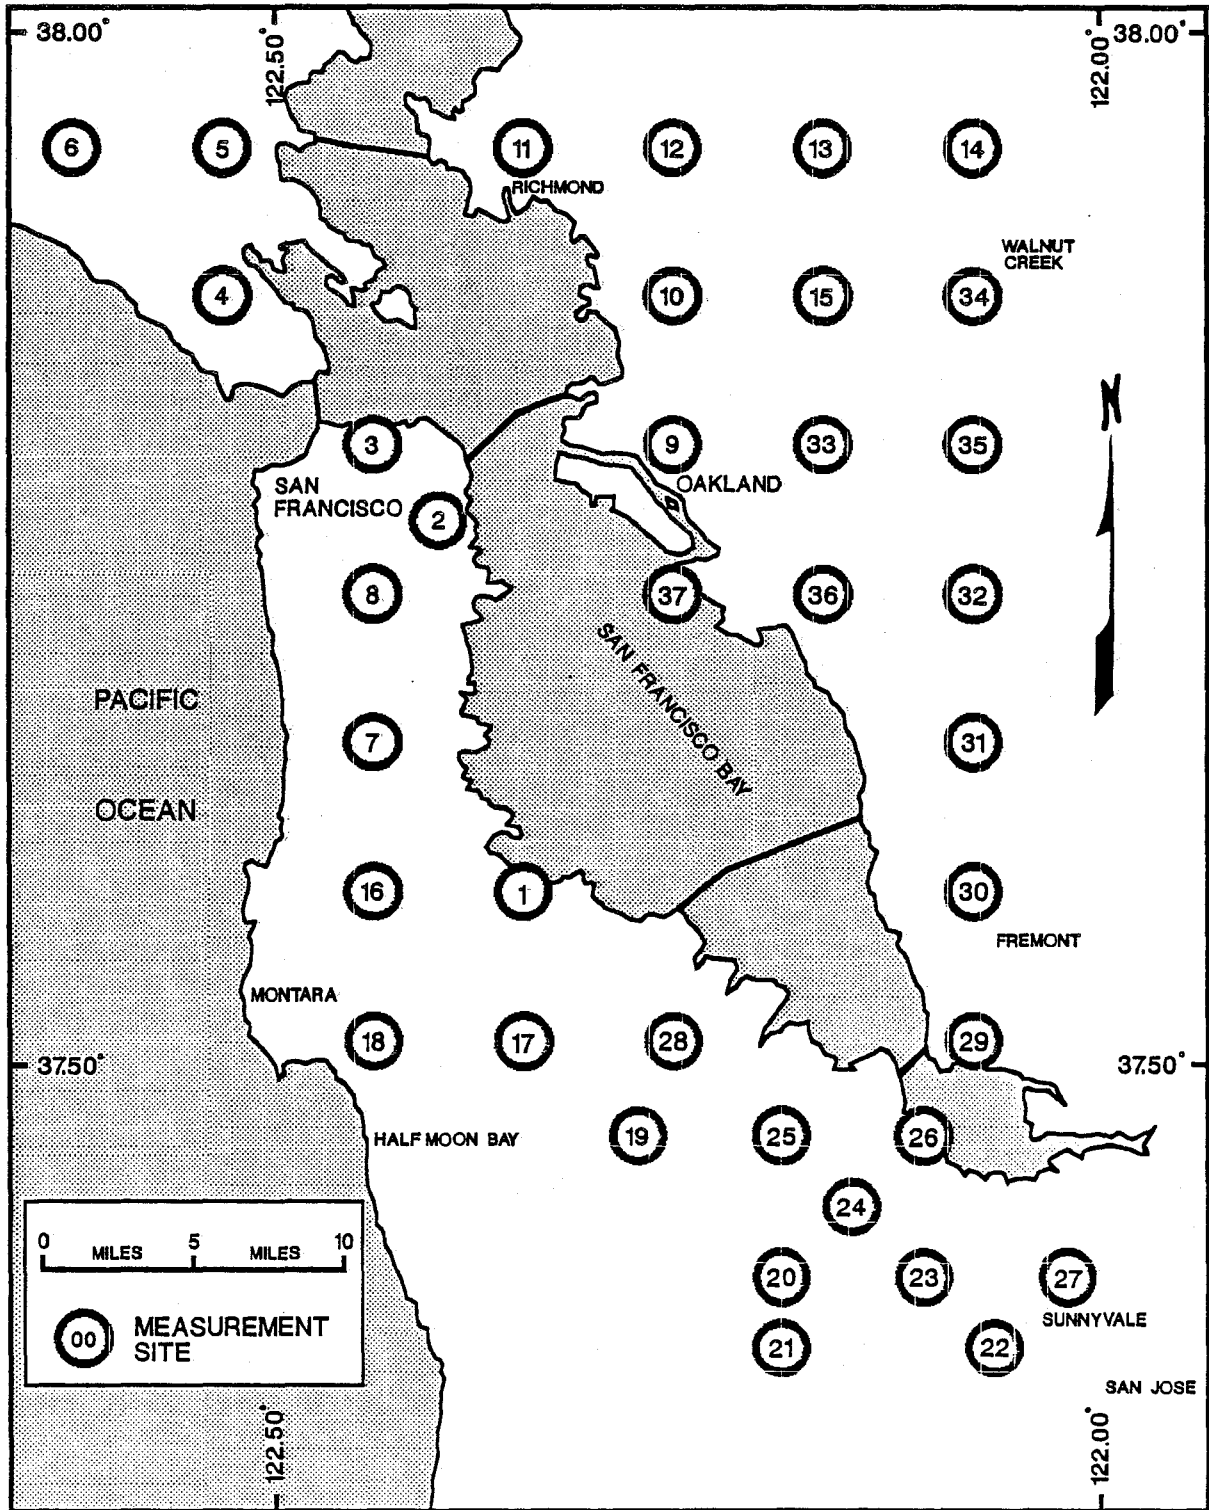 38.00°
122.50°
122.00°
38.00°
6
5
11
12
13
14
RICHMOND
WALNUT
CREEK
4
10
15
34
N
3
9
33
35
SAN
FRANCISCO
2
OAKLAND
8
37
36
32
SAN FRANCISCO BAY
PACIFIC
OCEAN
7
31
16
1
30
FREMONT
MONTARA
18
17
28
29
37.50°
37.50°
HALF MOON BAY
19
25
26
24
0 MILES 5 MILES 10
20
23
27
SUNNYVALE
00 MEASUREMENT
SITE
21
22
SAN JOSE
122.50°
122.00°